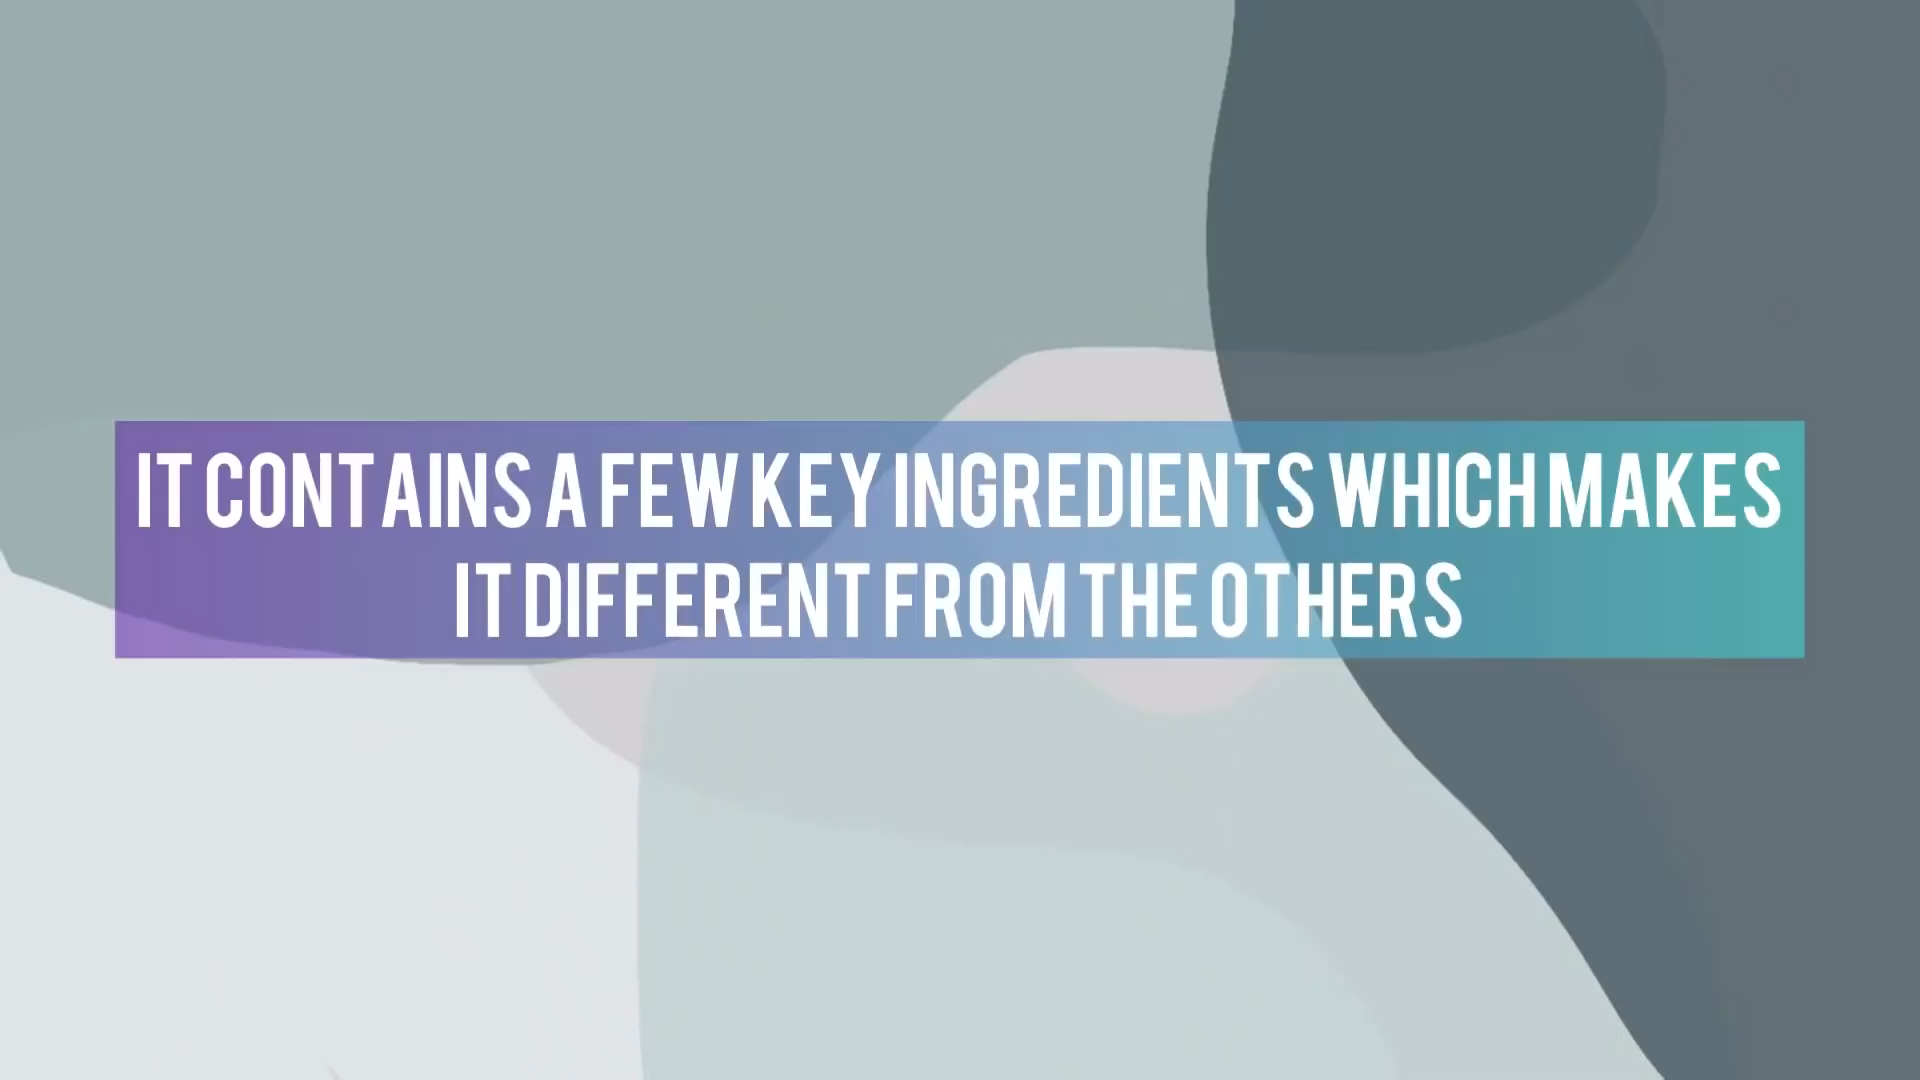 IT CONTAINS A FEW KEY INGREDIENTS WHICH MAKES
IT DIFFERENT FROM THE OTHERS